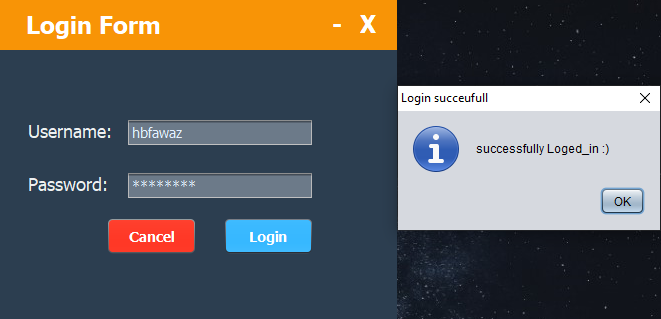 Login Form - X
Username: hbfawaz
Password: ********
Cancel Login
Login succeufull
successfully Loged_in :)
OK